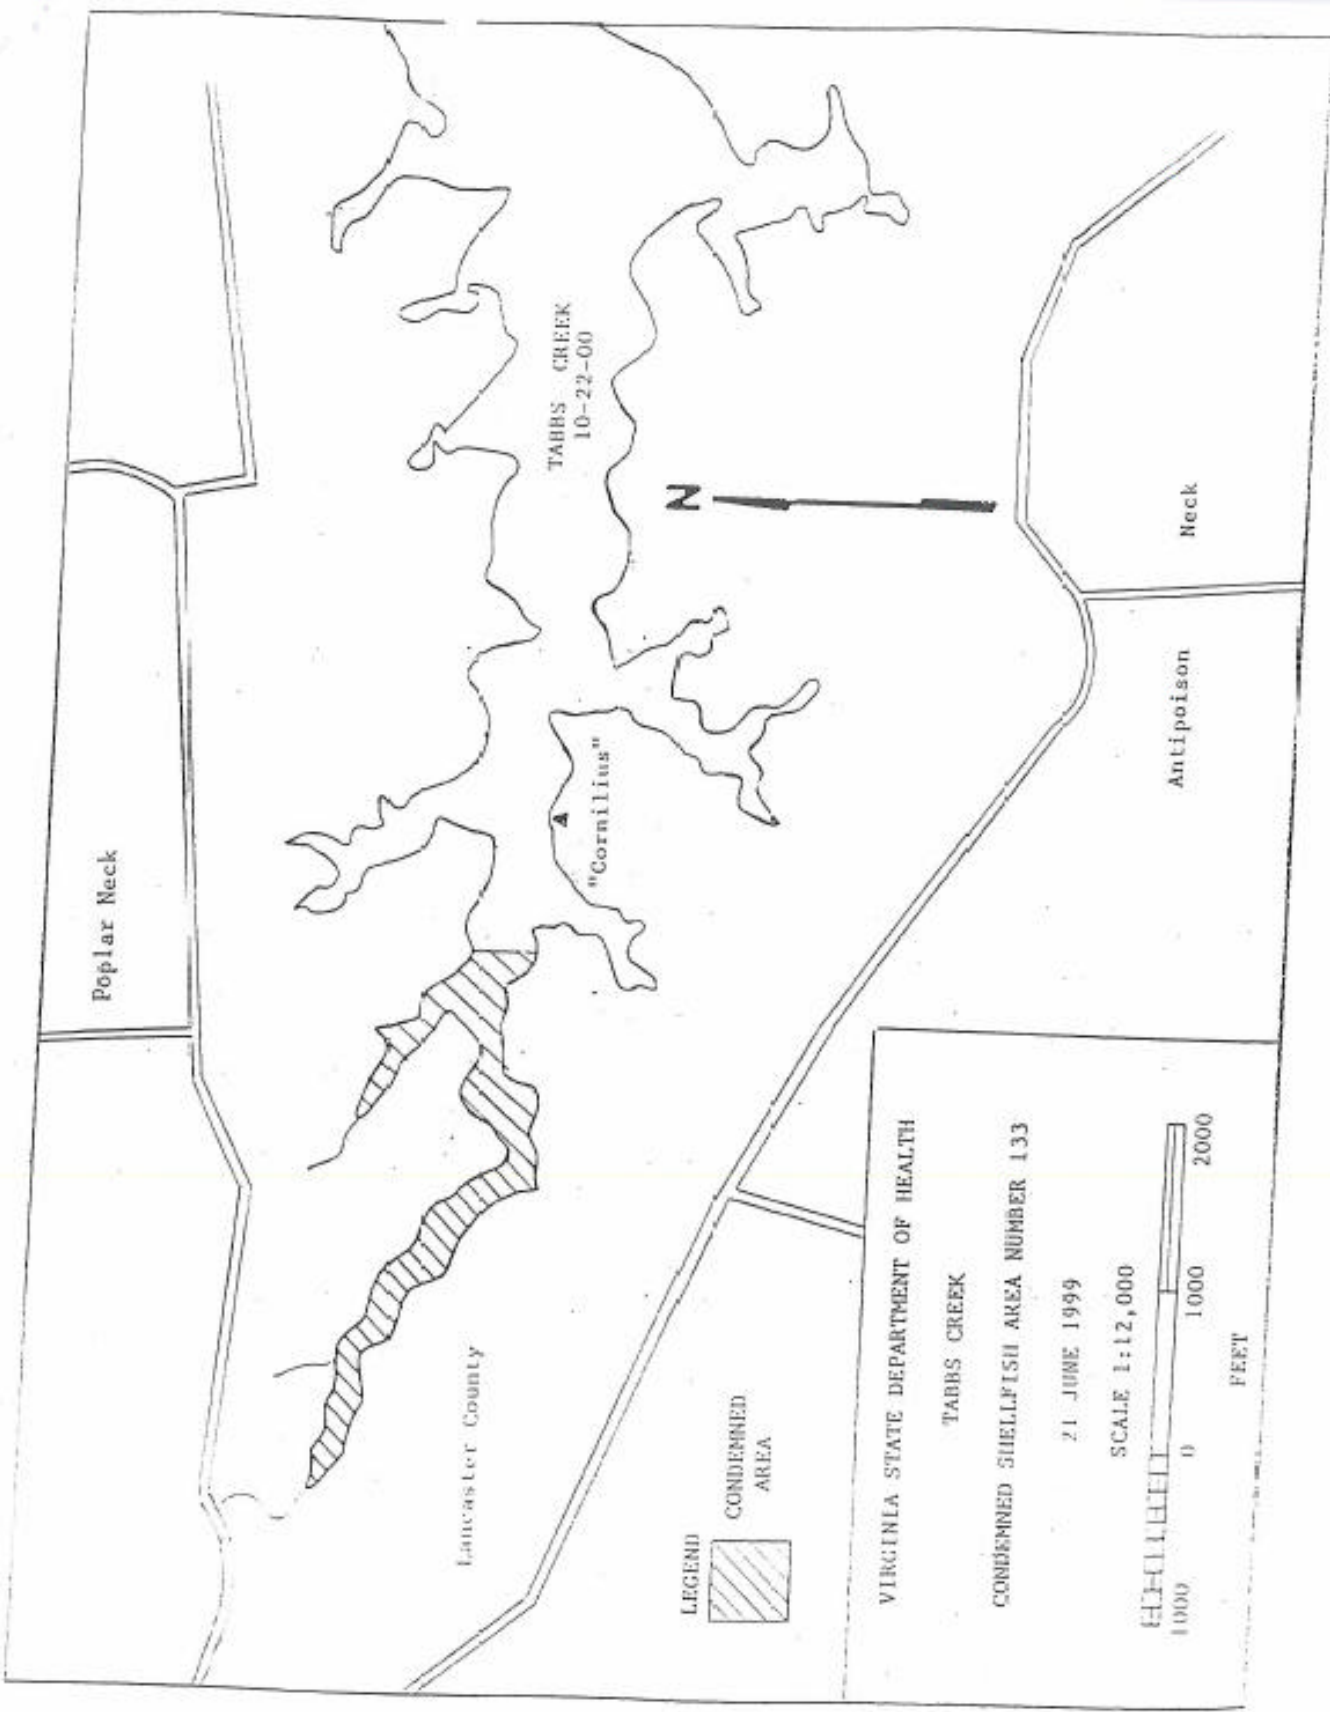 Poplar Neck
TABBS CREEK
10-22-00
N
"Cornilius"
Lancaster County
Antipoison
Neck
LEGEND
CONDEMNED
AREA
VIRGINIA STATE DEPARTMENT OF HEALTH
TABBS CREEK
CONDEMNED SHELLFISH AREA NUMBER 133
21 JUNE 1999
SCALE 1:12,000
1000 0 1000 2000
FEET